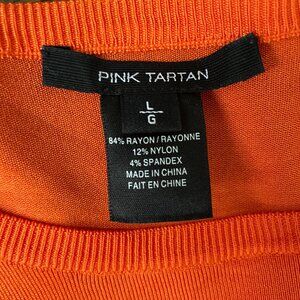 PINK TARTAN
L
G
84% RAYON/RAYONNE
12% NYLON
4% SPANDEX
MADE IN CHINA
FAIT EN CHINE